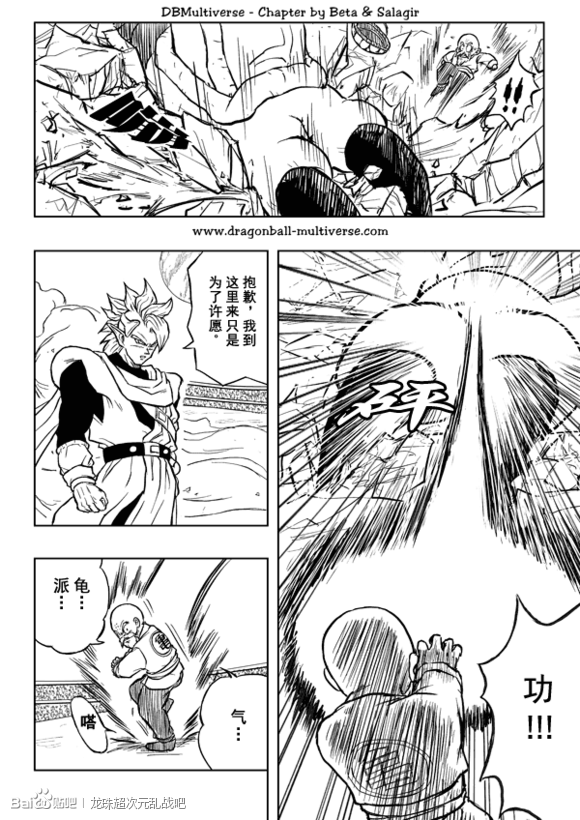 DBMultiverse - Chapter by Beta & Salagir
!!
www.dragonball-multiverse.com
抱歉，我到
这里来只是
为了许愿。
砰
龟
派
…
…
气
…
嗒
功
!!!
Bai贴吧 | 龙珠超次元乱战吧